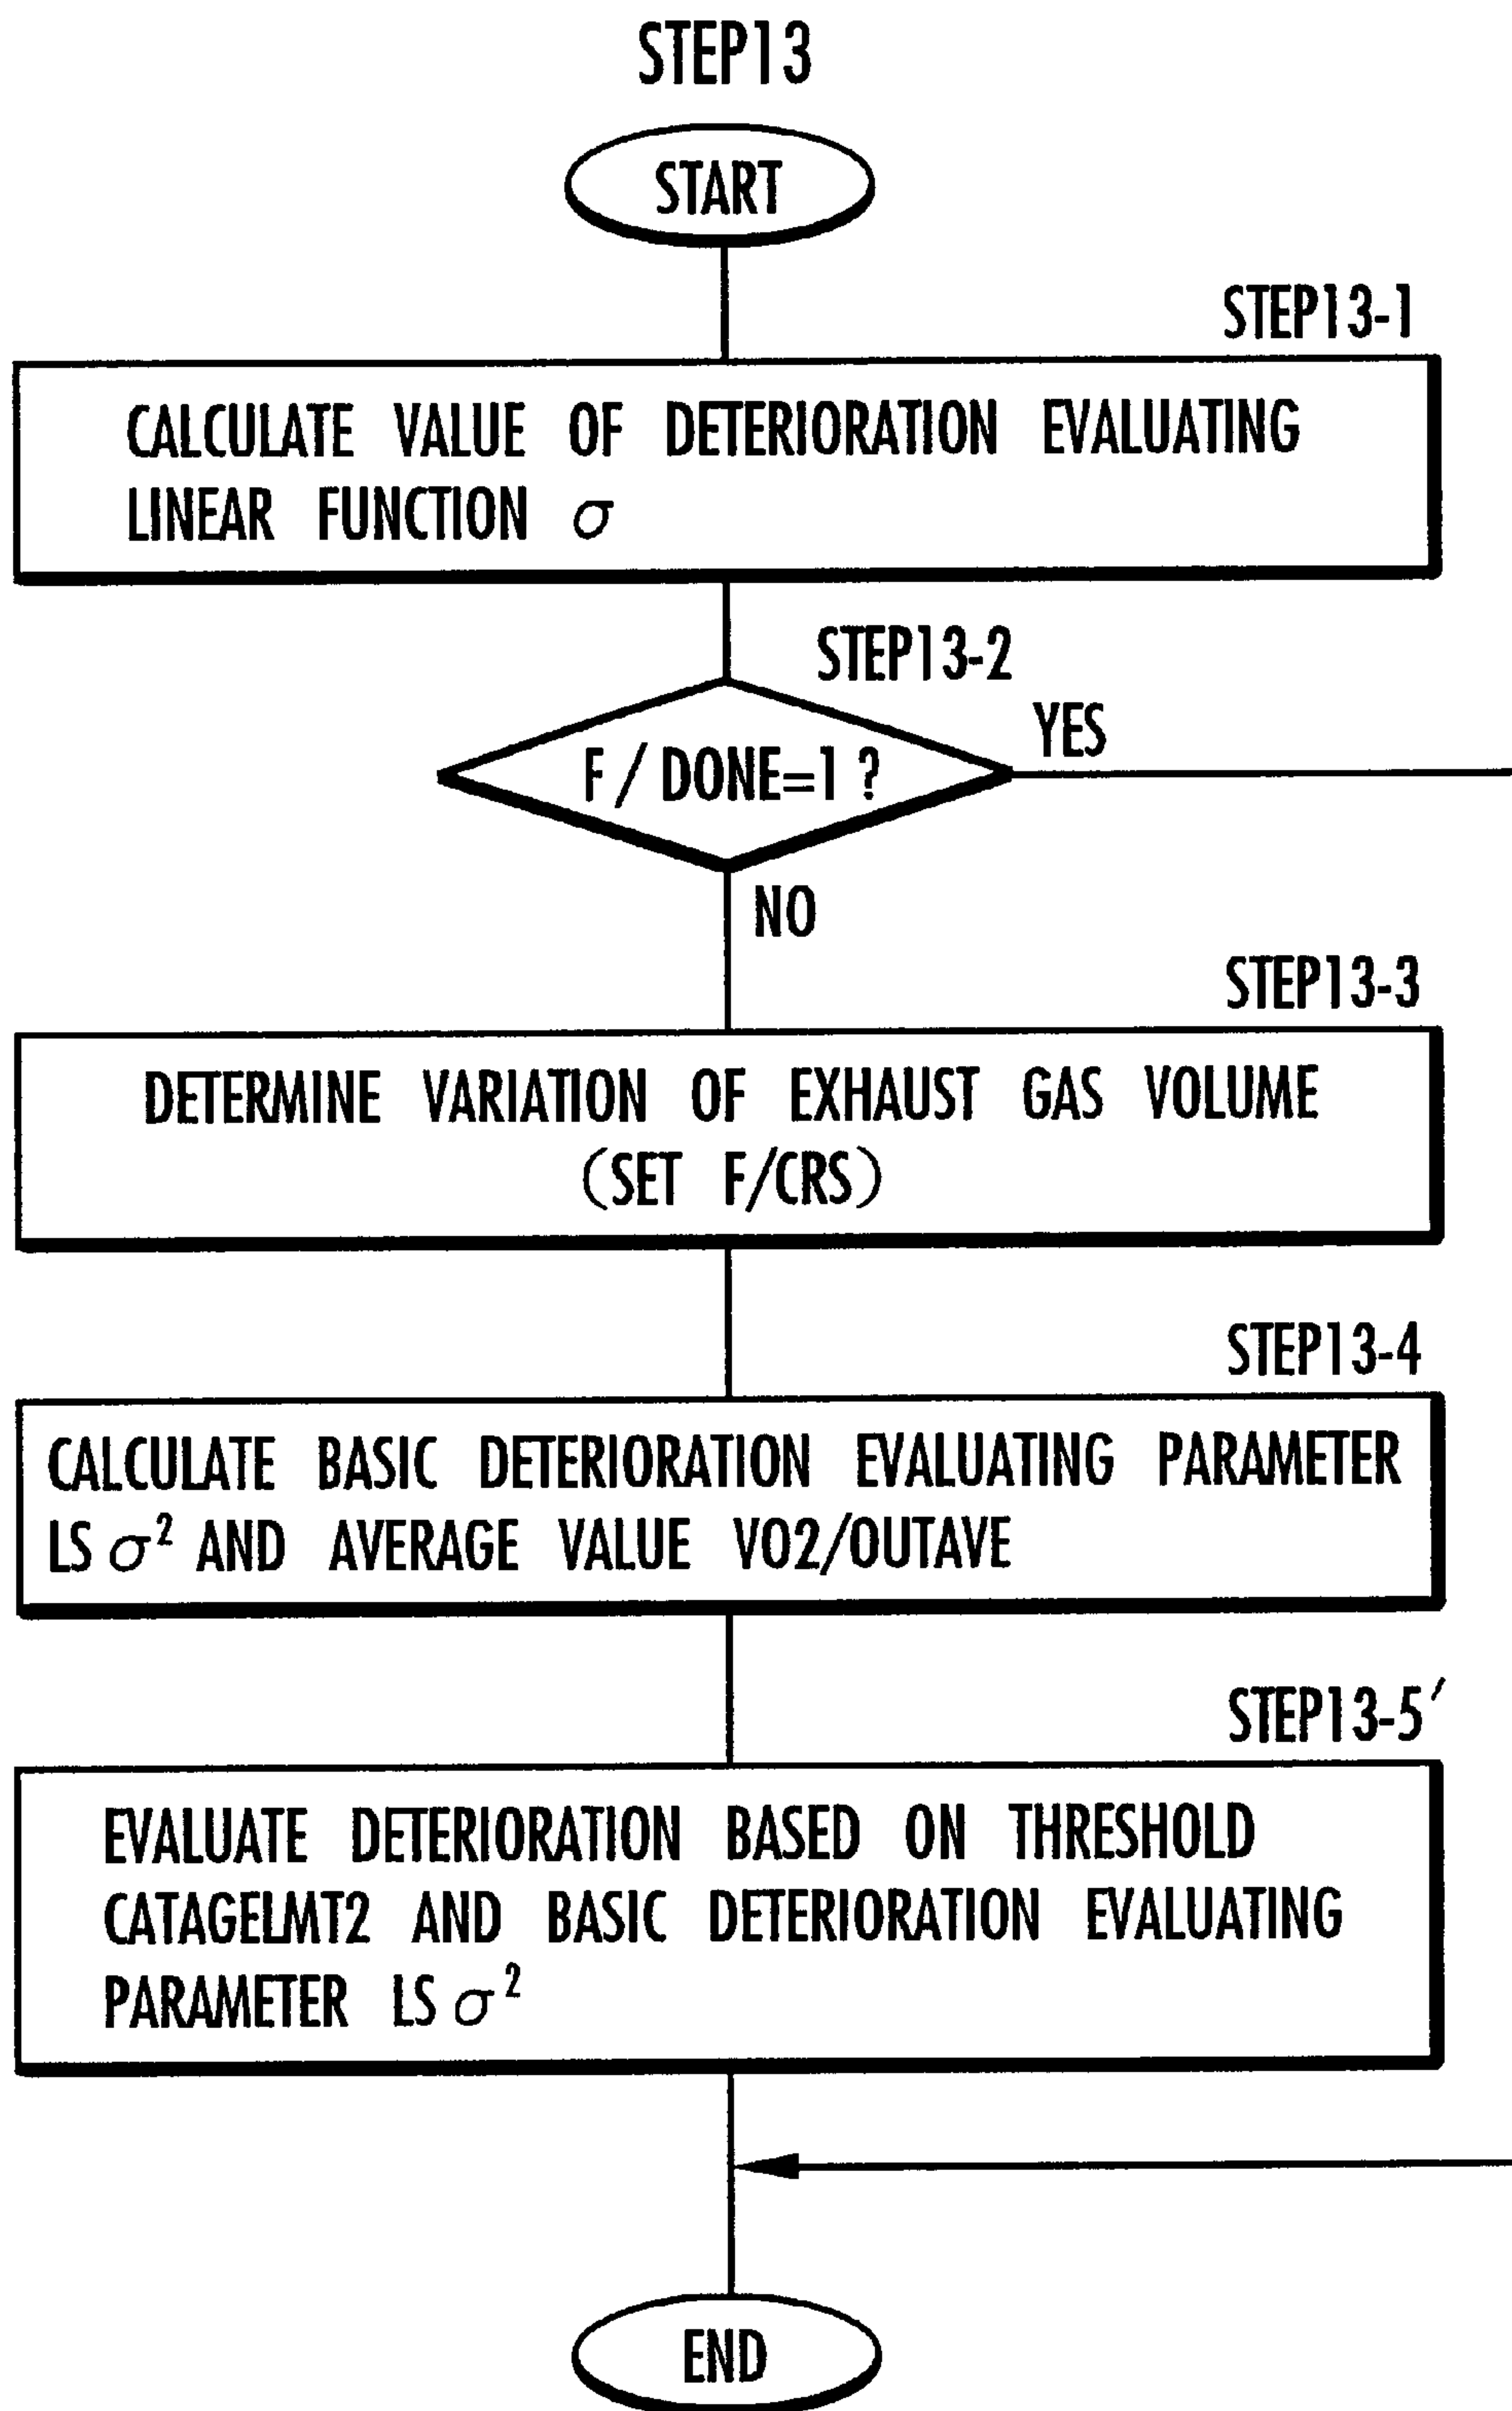 STEP13
START
STEP13-1
CALCULATE VALUE OF DETERIORATION EVALUATING
LINEAR FUNCTION σ
STEP13-2
YES
F/DONE=1?
NO
STEP13-3
DETERMINE VARIATION OF EXHAUST GAS VOLUME
(SET F/CRS)
STEP13-4
CALCULATE BASIC DETERIORATION EVALUATING PARAMETER
LSσ² AND AVERAGE VALUE VO2/OUTAVE
STEP13-5′
EVALUATE DETERIORATION BASED ON THRESHOLD
CATAGELMT2 AND BASIC DETERIORATION EVALUATING
PARAMETER LSσ²
END